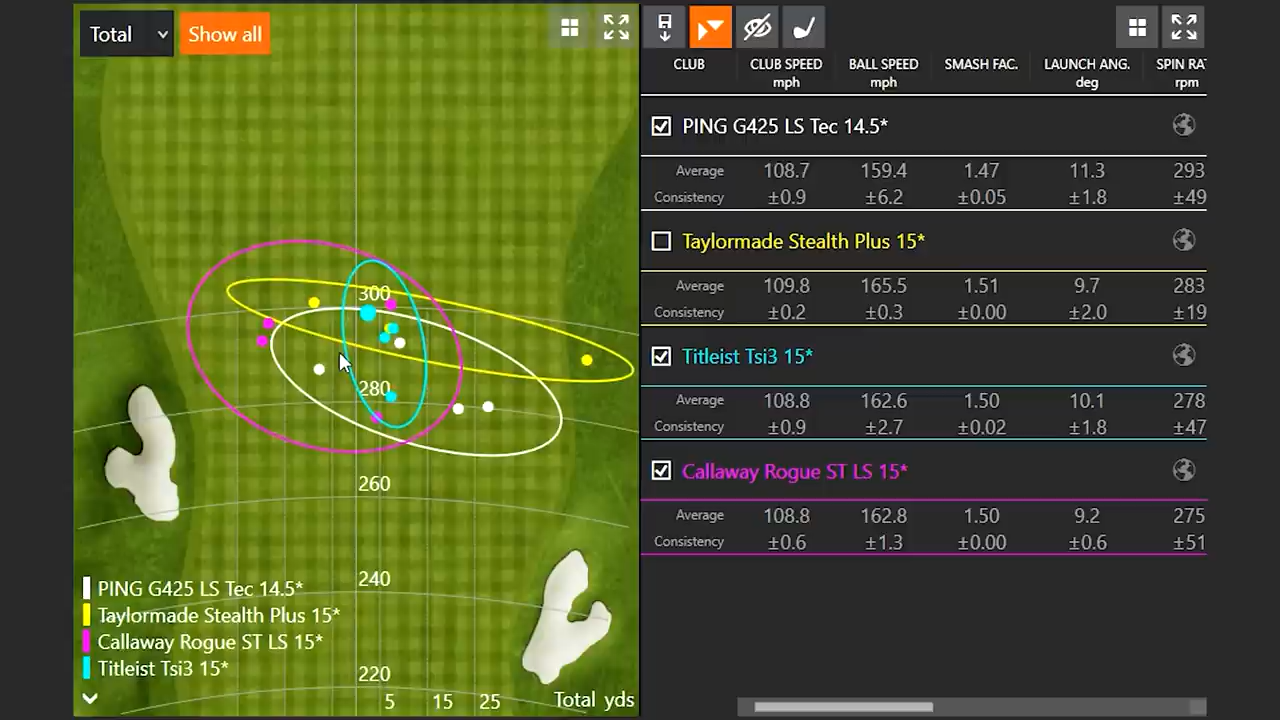 Total
Show all
300
280
260
240
220
5 15 25 Total yds
PING G425 LS Tec 14.5*
Taylormade Stealth Plus 15*
Callaway Rogue ST LS 15*
Titleist Tsi3 15*
CLUB CLUB SPEED BALL SPEED SMASH FAC. LAUNCH ANG. SPIN RA
mph mph deg rpm
PING G425 LS Tec 14.5*
Average 108.7 159.4 1.47 11.3 293
Consistency ±0.9 ±6.2 ±0.05 ±1.8 ±49
Taylormade Stealth Plus 15*
Average 109.8 165.5 1.51 9.7 283
Consistency ±0.2 ±0.3 ±0.00 ±2.0 ±19
Titleist Tsi3 15*
Average 108.8 162.6 1.50 10.1 278
Consistency ±0.9 ±2.7 ±0.02 ±1.8 ±47
Callaway Rogue ST LS 15*
Average 108.8 162.8 1.50 9.2 275
Consistency ±0.6 ±1.3 ±0.00 ±0.6 ±51